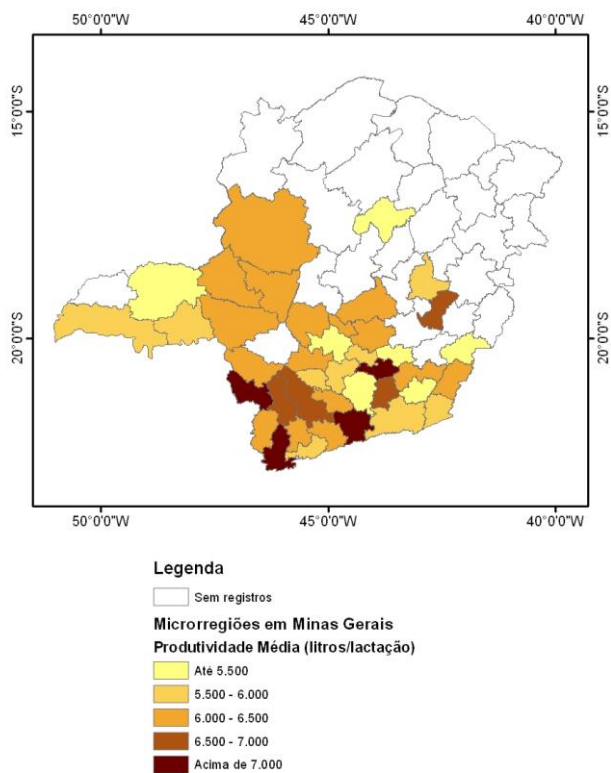 50°0'0"W 45°0'0"W 40°0'0"W
15°0'0"S 15°0'0"S
20°0'0"S 20°0'0"S
50°0'0"W 45°0'0"W 40°0'0"W
Legenda
Sem registros
Microrregiões em Minas Gerais
Produtividade Média (litros/lactação)
Até 5.500
5.500 - 6.000
6.000 - 6.500
6.500 - 7.000
Acima de 7.000